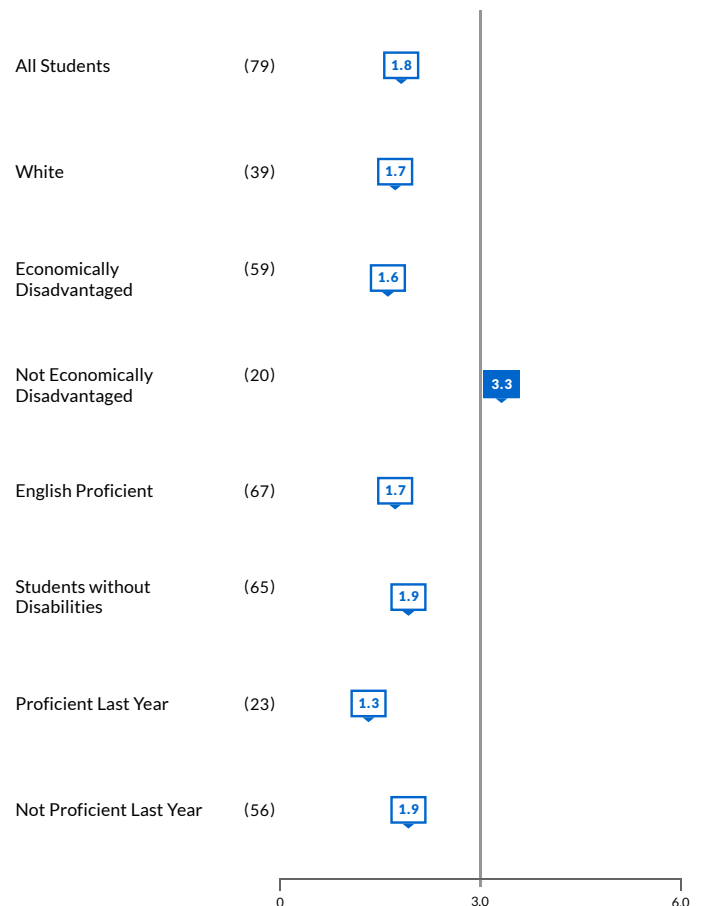 All Students (79) 1.8
White (39) 1.7
Economically (59)
Disadvantaged
1.6
Not Economically (20)
Disadvantaged
3.3
English Proficient (67) 1.7
Students without (65)
Disabilities
1.9
Proficient Last Year (23) 1.3
Not Proficient Last Year (56) 1.9
0 3.0 6.0